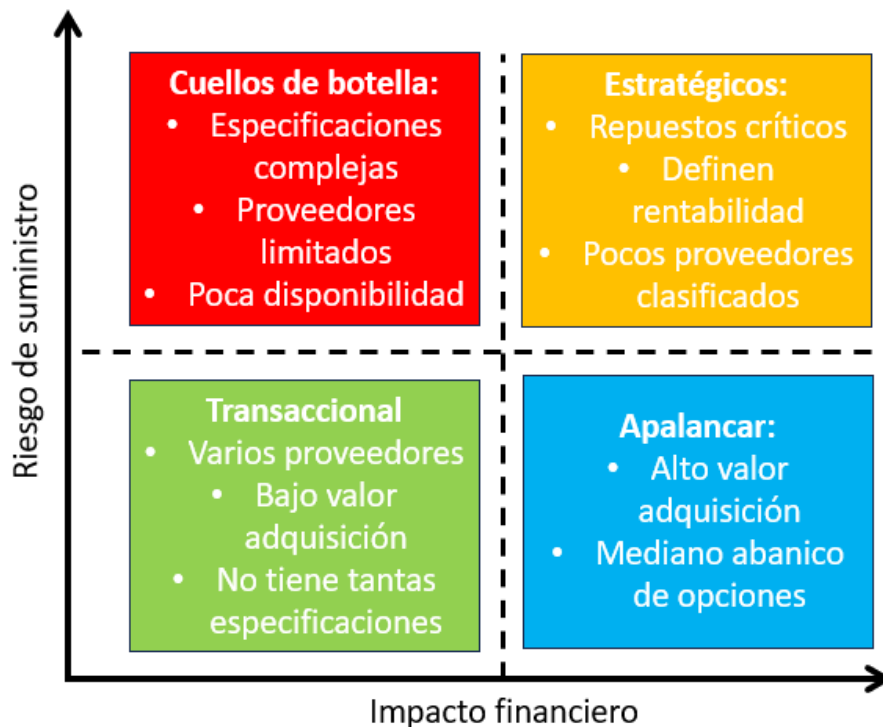 Riesgo de suministro
Cuellos de botella:
• Especificaciones
complejas
• Proveedores
limitados
• Poca disponibilidad
Estratégicos:
• Repuestos críticos
• Definen
rentabilidad
• Pocos proveedores
clasificados
Transaccional
• Varios proveedores
• Bajo valor
adquisición
• No tiene tantas
especificaciones
Apalancar:
• Alto valor
adquisición
• Mediano abanico
de opciones
Impacto financiero